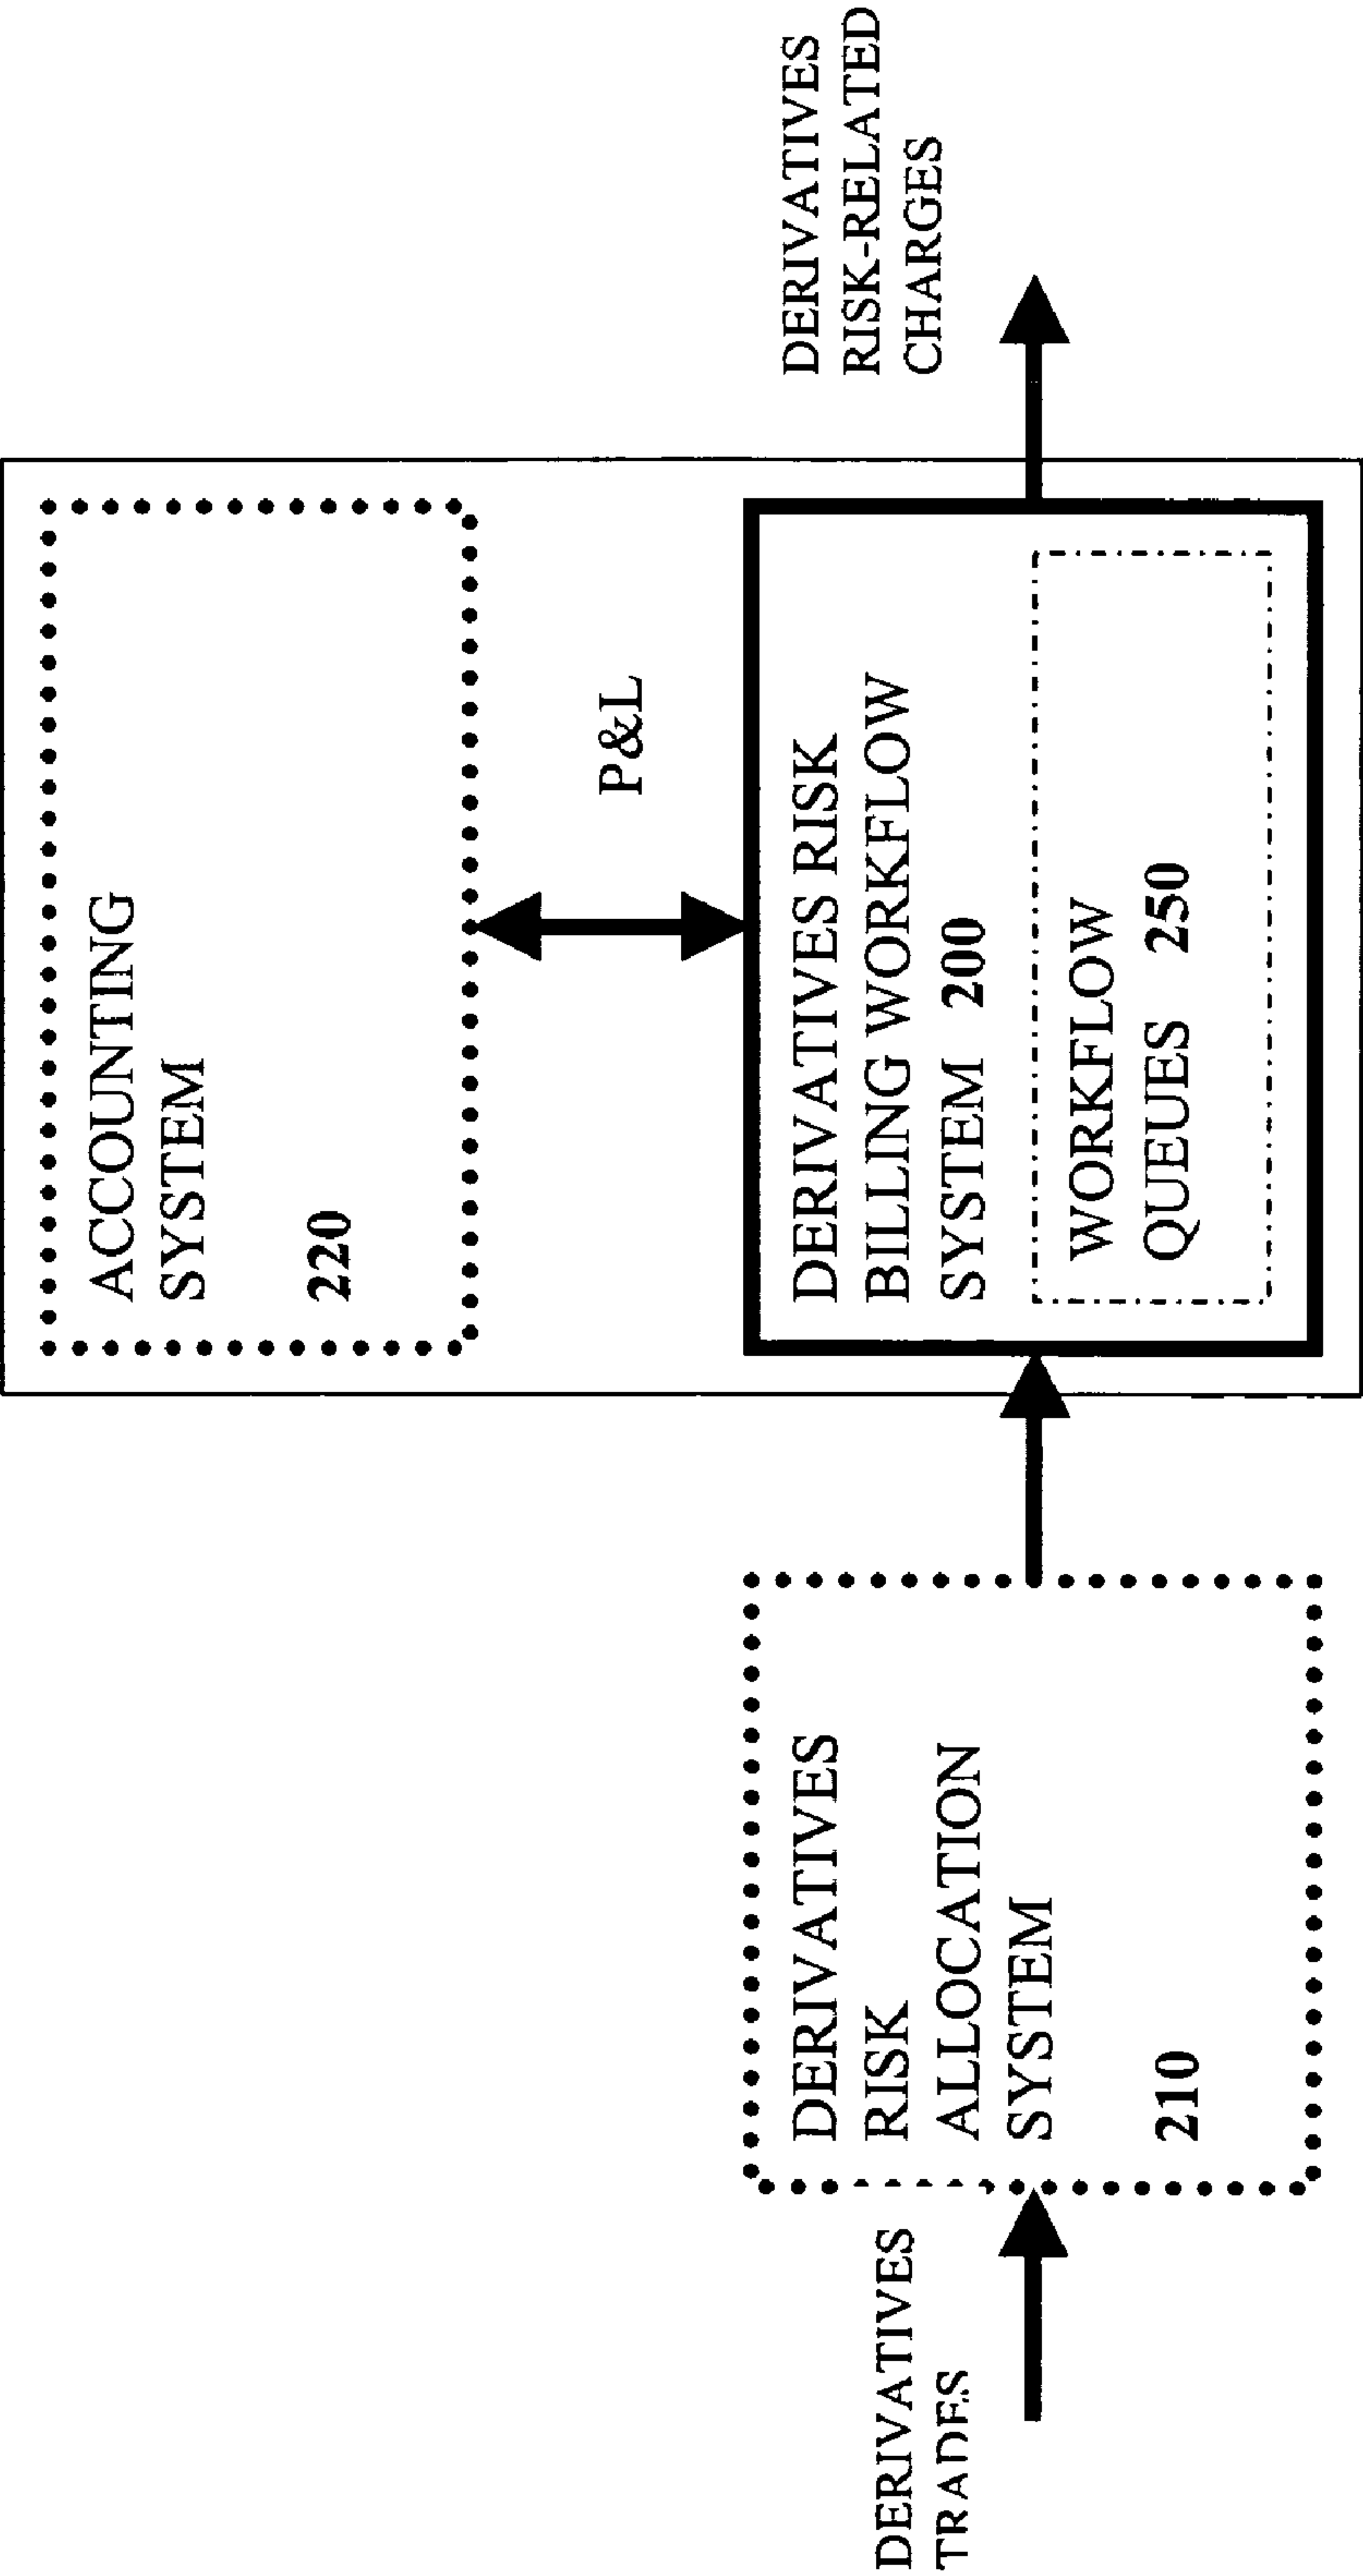 ACCOUNTING
SYSTEM
220
P&L
DERIVATIVES
TRADES
DERIVATIVES
RISK
ALLOCATION
SYSTEM
210
DERIVATIVES RISK
BILLING WORKFLOW
SYSTEM 200
WORKFLOW
QUEUES 250
DERIVATIVES
RISK-RELATED
CHARGES